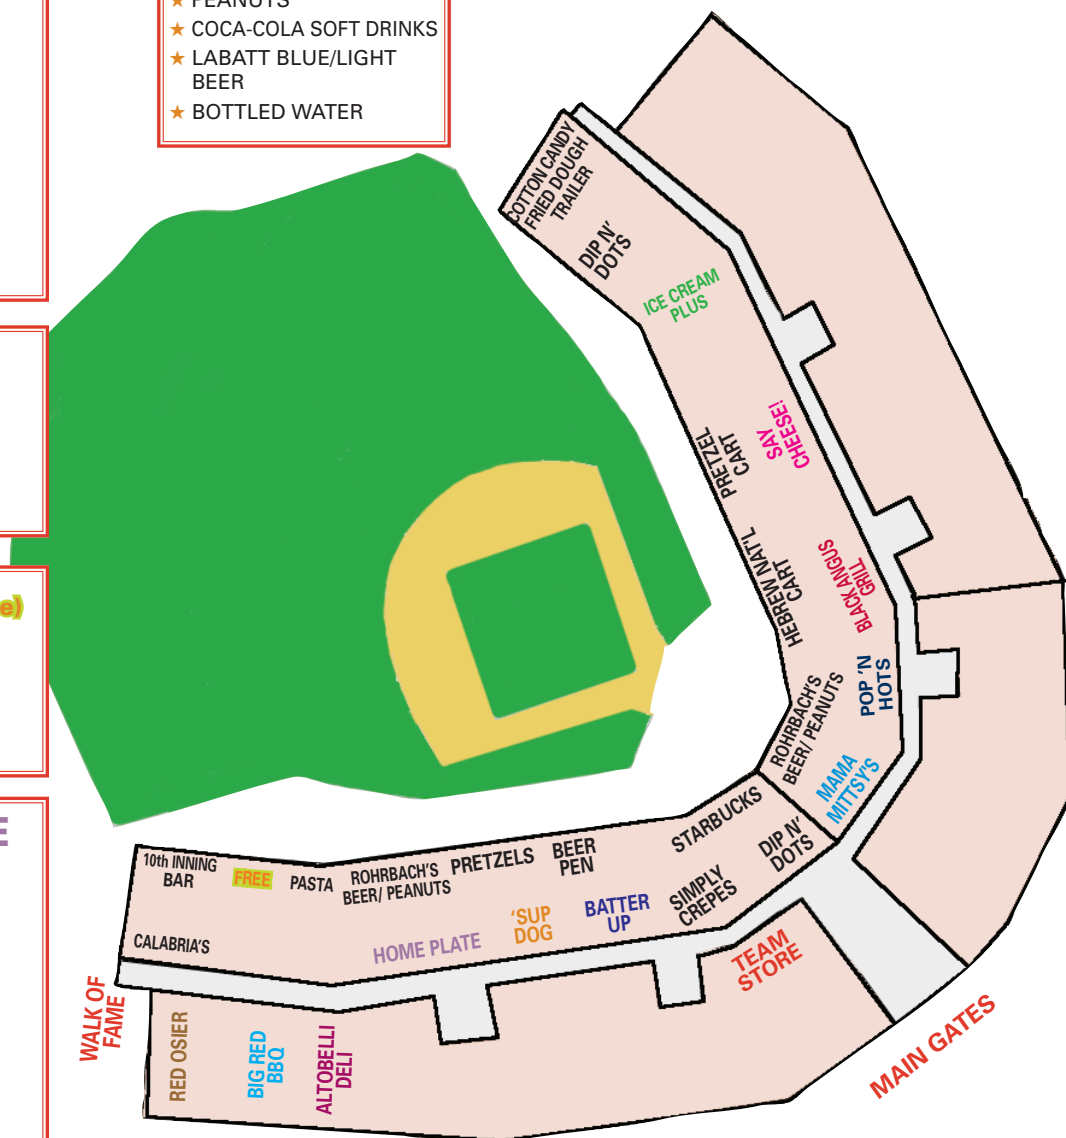 ★ PEANUTS
★ COCA-COLA SOFT DRINKS
★ LABATT BLUE/LIGHT
BEER
★ BOTTLED WATER
e)
E
COTTON CANDY
FRIED DOUGH
TRAILER
DIP N'
DOTS
ICE CREAM
PLUS
PRETZEL
CART
SAY
CHEESE!
HEBREW NAT'L
CART
BLACK ANGUS
GRILL
ROHRBACH'S
BEER/ PEANUTS
POP 'N
HOTS
MAMA
MITTSY'S
STARBUCKS
DIP N'
DOTS
SIMPLY
CREPES
BEER
PEN
BATTER
UP
PRETZELS
'SUP
DOG
ROHRBACH'S
BEER/ PEANUTS
HOME PLATE
PASTA
FREE
10th INNING
BAR
CALABRIA'S
WALK OF
FAME
RED OSIER
BIG RED
BBQ
ALTOBELLI
DELI
TEAM
STORE
MAIN GATES